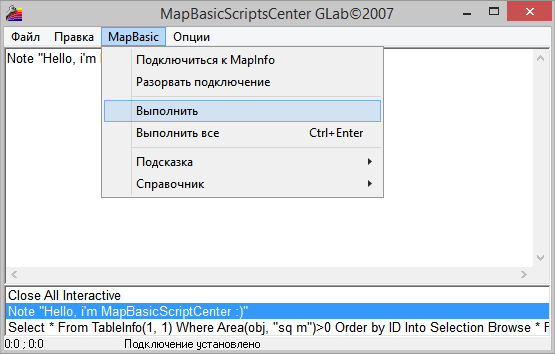 MapBasicScriptsCenter GLab©2007
Файл Правка MapBasic Опции
Note "Hello, i'm
Подключиться к MapInfo
Разорвать подключение
Выполнить
Выполнить все Ctrl+Enter
Подсказка
Справочник
Close All Interactive
Note "Hello, i'm MapBasicScriptCenter :)"
Select * From TableInfo(1, 1) Where Area(obj, "sq m")>0 Order by ID Into Selection Browse *
0:0 ; 0:0 Подключение установлено